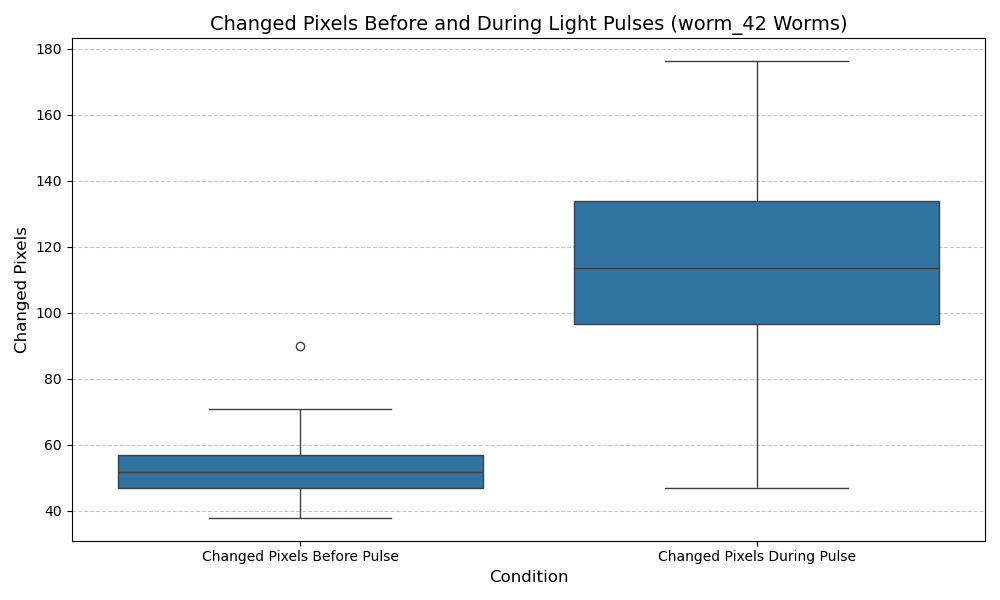 Changed Pixels Before and During Light Pulses (worm_42 Worms)
180
160
140
120
100
80
60
40
Changed Pixels
Changed Pixels Before Pulse
Changed Pixels During Pulse
Condition